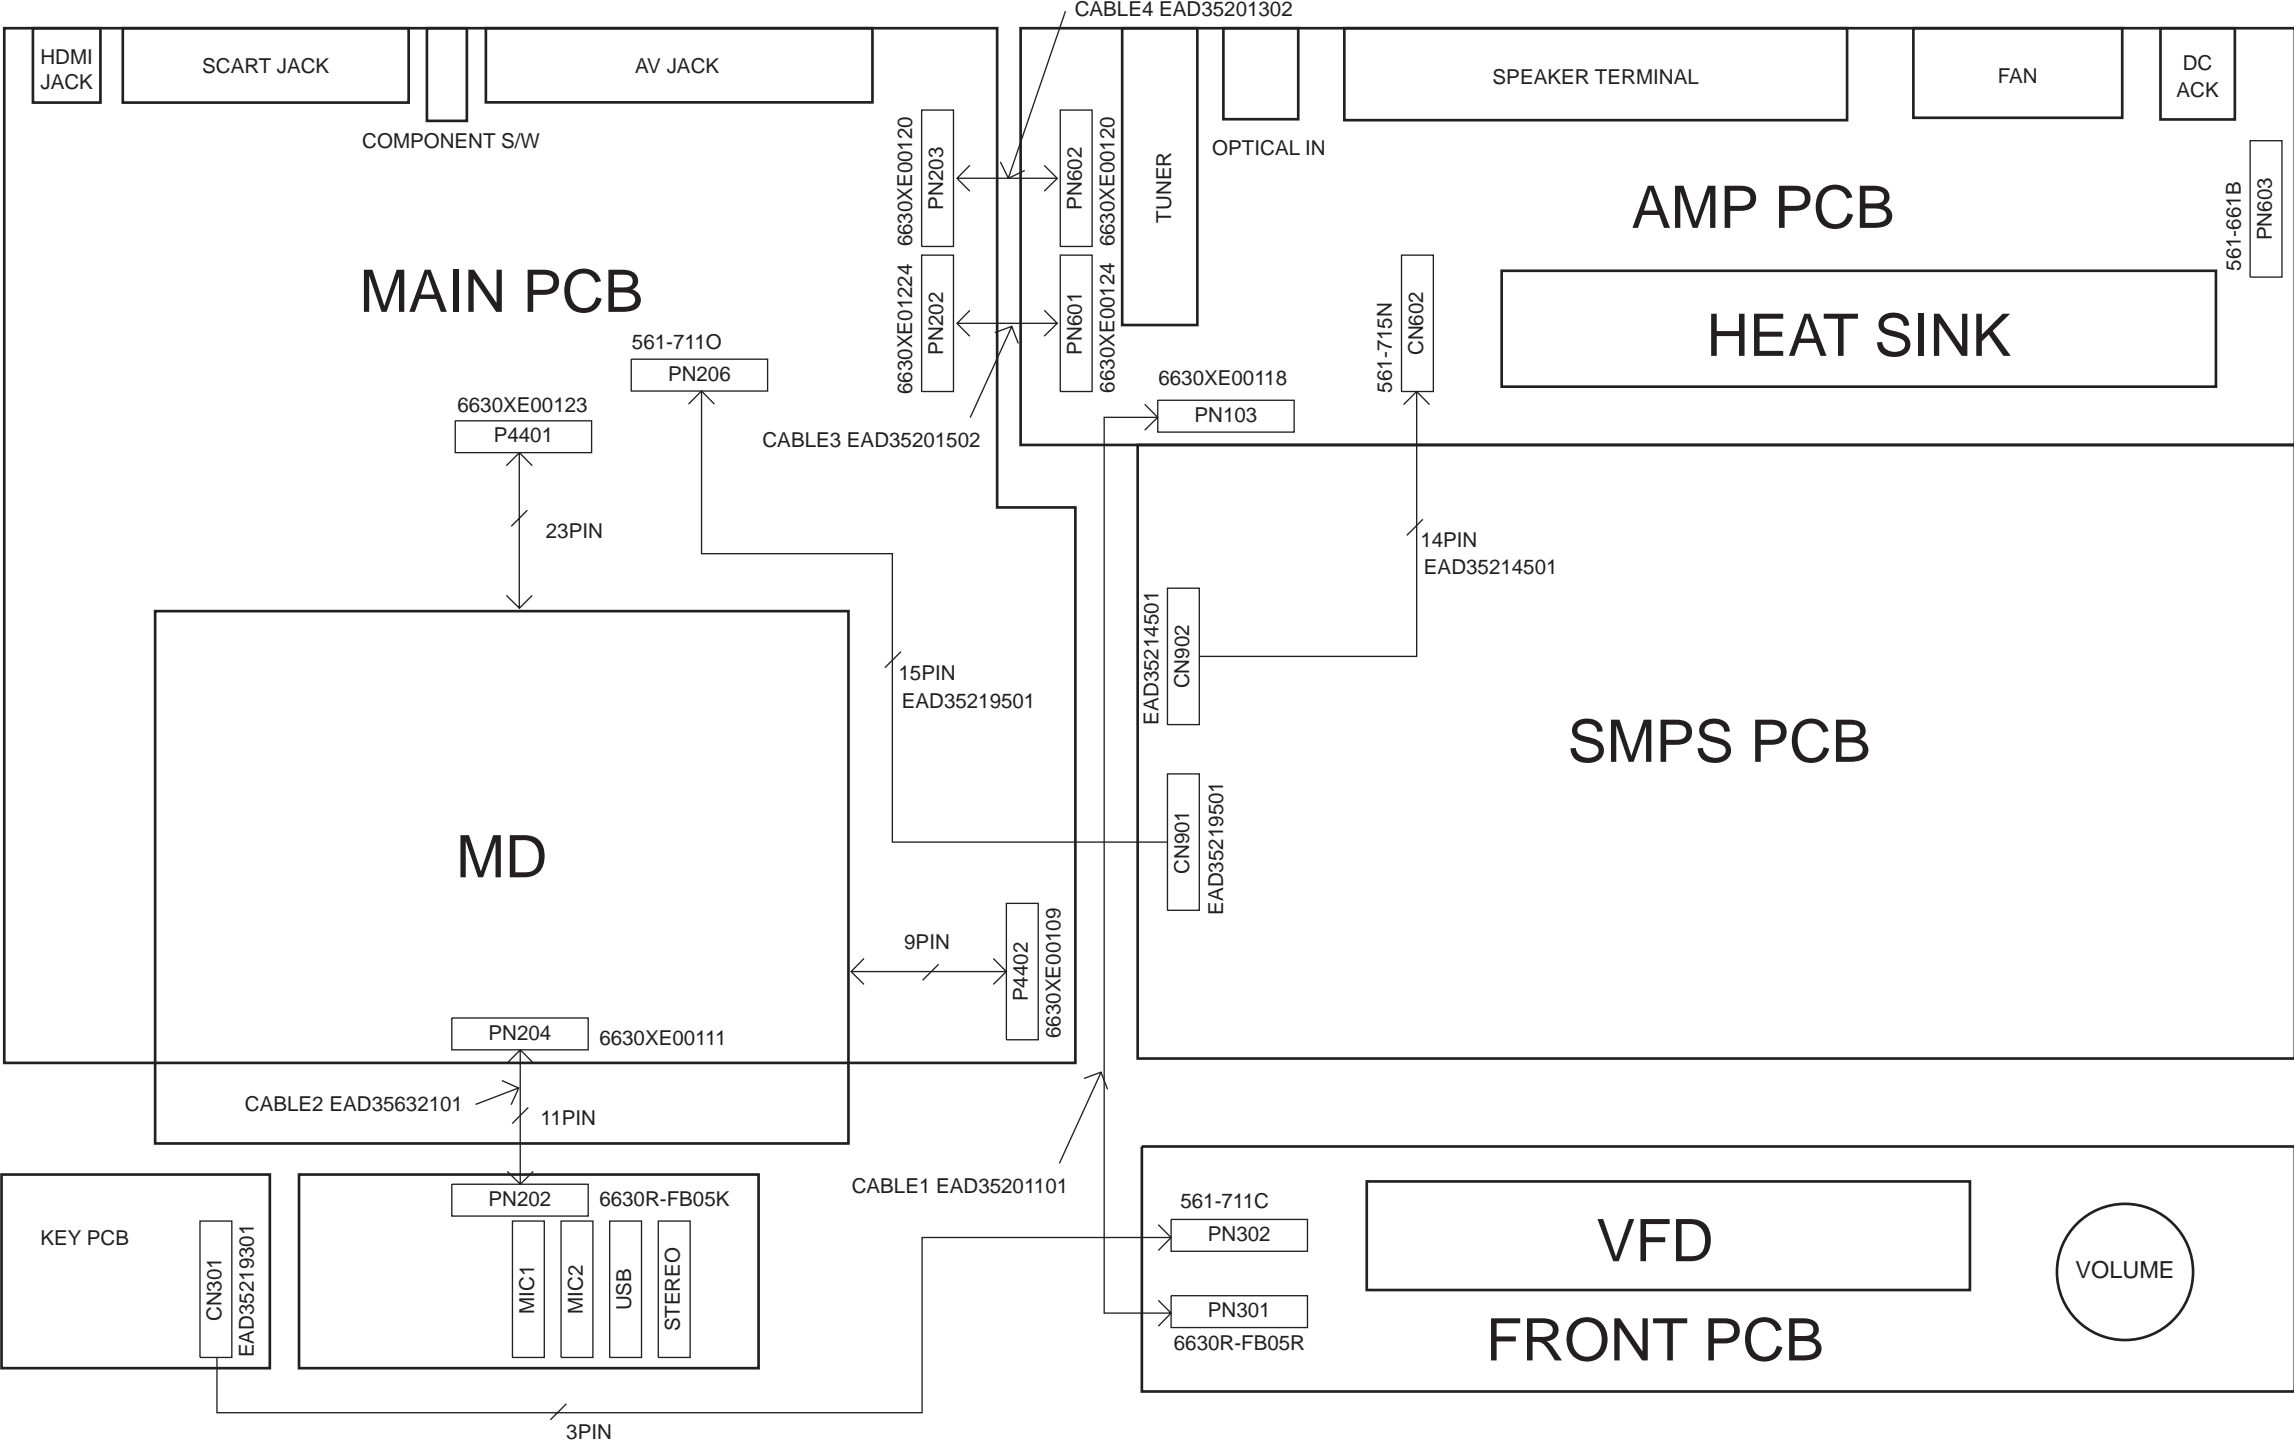 CABLE4 EAD35201302
HDMI
JACK
SCART JACK
AV JACK
COMPONENT S/W
SPEAKER TERMINAL
FAN
DC
ACK
OPTICAL IN
TUNER
6630XE00120
PN203
PN602
6630XE00120
6630XE01224
PN202
PN601
6630XE00124
MAIN PCB
AMP PCB
561-661B
PN603
HEAT SINK
561-715N
CN602
561-711O
PN206
6630XE00123
P4401
23PIN
CABLE3 EAD35201502
6630XE00118
PN103
14PIN
EAD35214501
EAD35214501
CN902
15PIN
EAD35219501
SMPS PCB
CN901
EAD35219501
MD
9PIN
P4402
6630XE00109
PN204
6630XE00111
CABLE2 EAD35632101
11PIN
CABLE1 EAD35201101
KEY PCB
CN301
EAD35219301
PN202
6630R-FB05K
MIC1
MIC2
USB
STEREO
3PIN
561-711C
PN302
PN301
6630R-FB05R
VFD
FRONT PCB
VOLUME